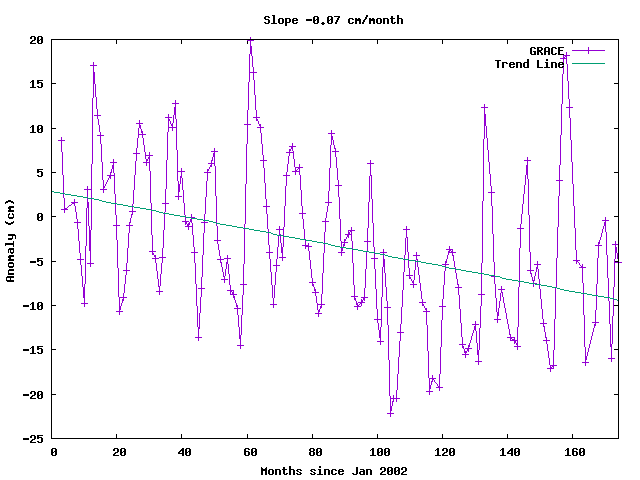 Slope -0.07 cm/month
GRACE
Trend Line
20
15
10
5
0
-5
-10
-15
-20
-25
Anomaly (cm)
0 20 40 60 80 100 120 140 160
Months since Jan 2002